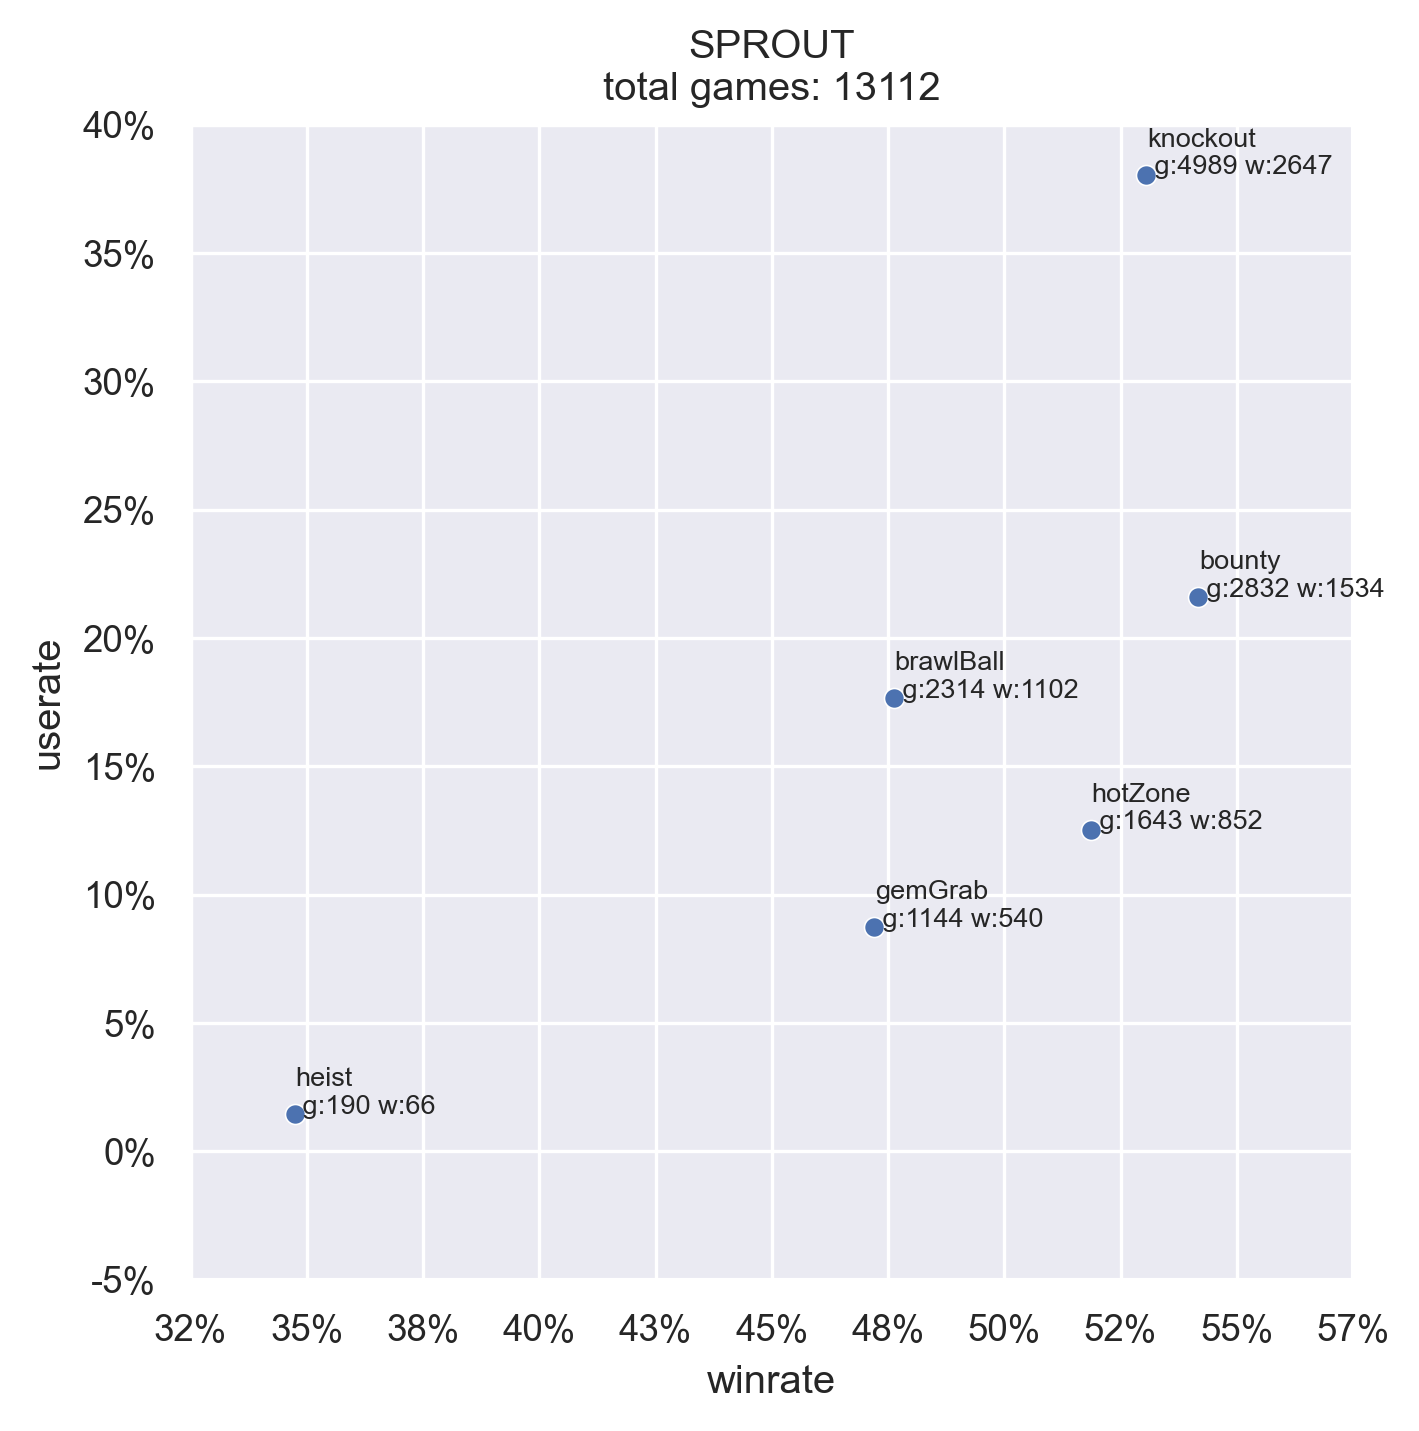 SPROUT
total games: 13112
40%
35%
30%
25%
20%
15%
10%
5%
0%
-5%
userate
knockout
g:4989 w:2647
bounty
g:2832 w:1534
brawlBall
g:2314 w:1102
hotZone
g:1643 w:852
gemGrab
g:1144 w:540
heist
g:190 w:66
32% 35% 38% 40% 43% 45% 48% 50% 52% 55% 57%
winrate